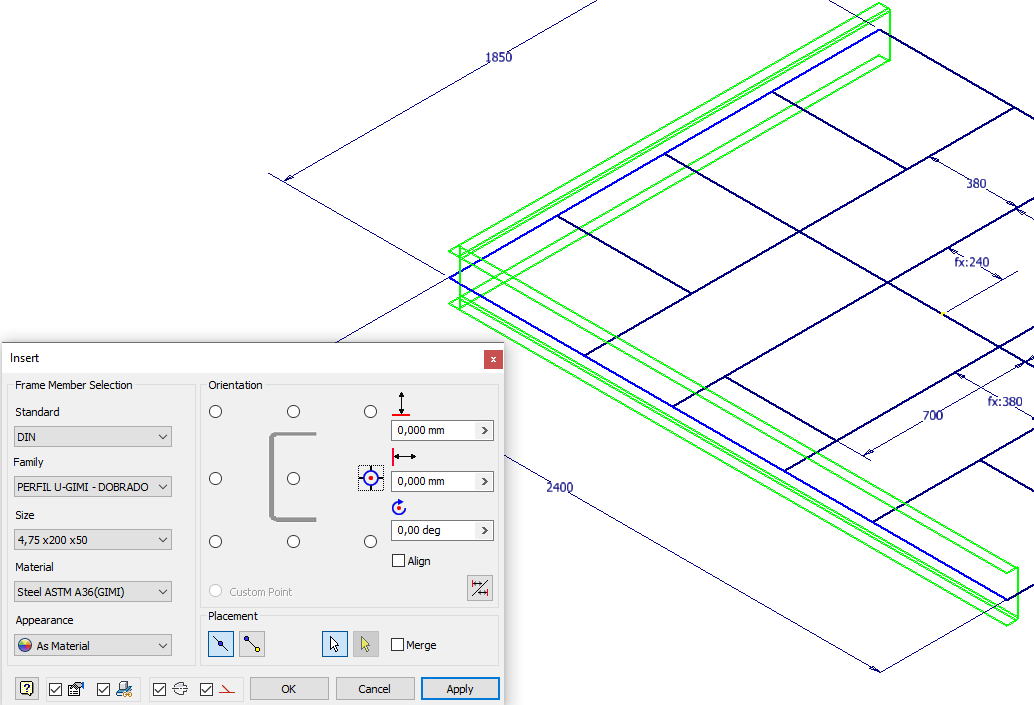 1850
380
fx:240
fx:380
700
2400
Insert
x
Frame Member Selection
Standard
DIN
Family
PERFIL U-GIMI - DOBRADO
Size
4,75 x200 x50
Material
Steel ASTM A36(GIMI)
Appearance
As Material
Orientation
0,000 mm
0,000 mm
0,00 deg
Align
Custom Point
Placement
Merge
?
OK
Cancel
Apply